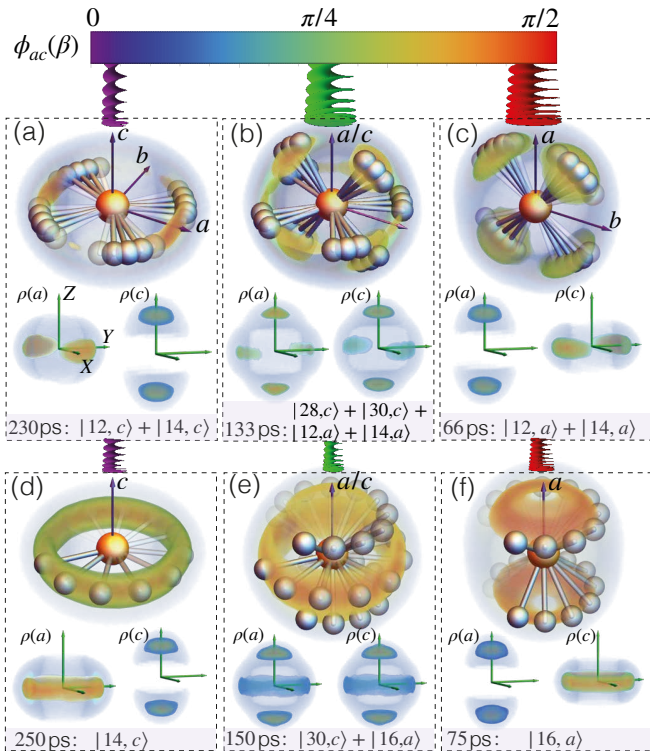 0 π/4 π/2
ϕ_ac(β)
(a) c b a
ρ(a) Z ρ(c)
Y
X
230ps: |12, c⟩ + |14, c⟩
(b) a/c
ρ(a) ρ(c)
|28,c⟩ + |30,c⟩ +
133ps: |12,a⟩ + |14,a⟩
(c) a b
ρ(a) ρ(c)
66ps: |12, a⟩ + |14, a⟩
(d) c
ρ(a) ρ(c)
250ps: |14, c⟩
(e) a/c
ρ(a) ρ(c)
150ps: |30,c⟩ + |16,a⟩
(f) a
ρ(a) ρ(c)
75ps: |16, a⟩